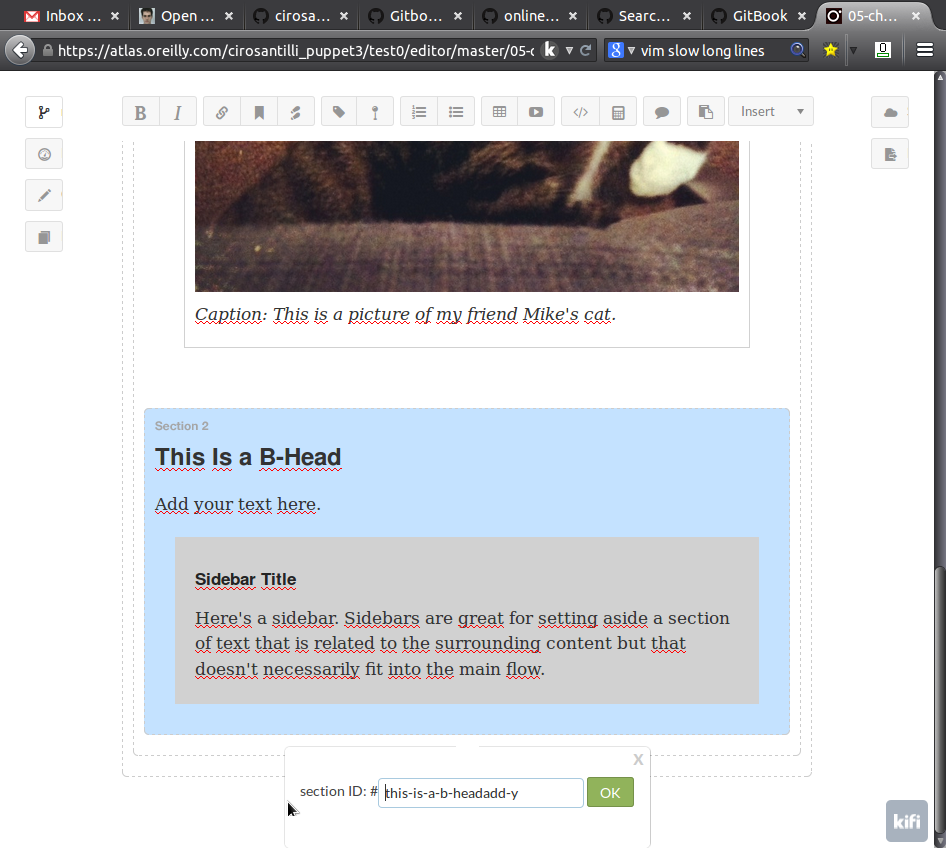 Inbox ...
Open ...
cirosa...
Gitbo...
online...
Searc...
GitBook
05-ch...
https://atlas.oreilly.com/cirosantilli_puppet3/test0/editor/master/05-c
k
8
vim slow long lines
0
B
I
Insert
Caption: This is a picture of my friend Mike's cat.
Section 2
This Is a B-Head
Add your text here.
Sidebar Title
Here's a sidebar. Sidebars are great for setting aside a section
of text that is related to the surrounding content but that
doesn't necessarily fit into the main flow.
X
section ID: #
this-is-a-b-headadd-y
OK
kifi